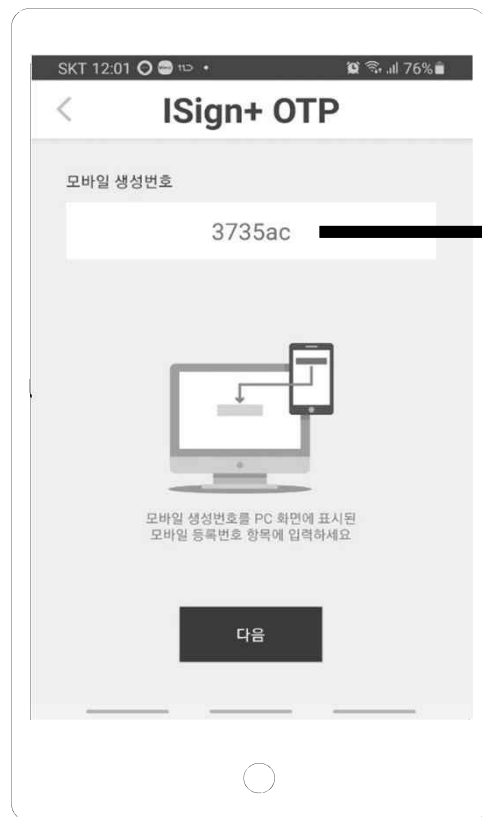 SKT 12:01
76%
ISign+ OTP
모바일 생성번호
3735ac
모바일 생성번호를 PC 화면에 표시된
모바일 등록번호 항목에 입력하세요
다음